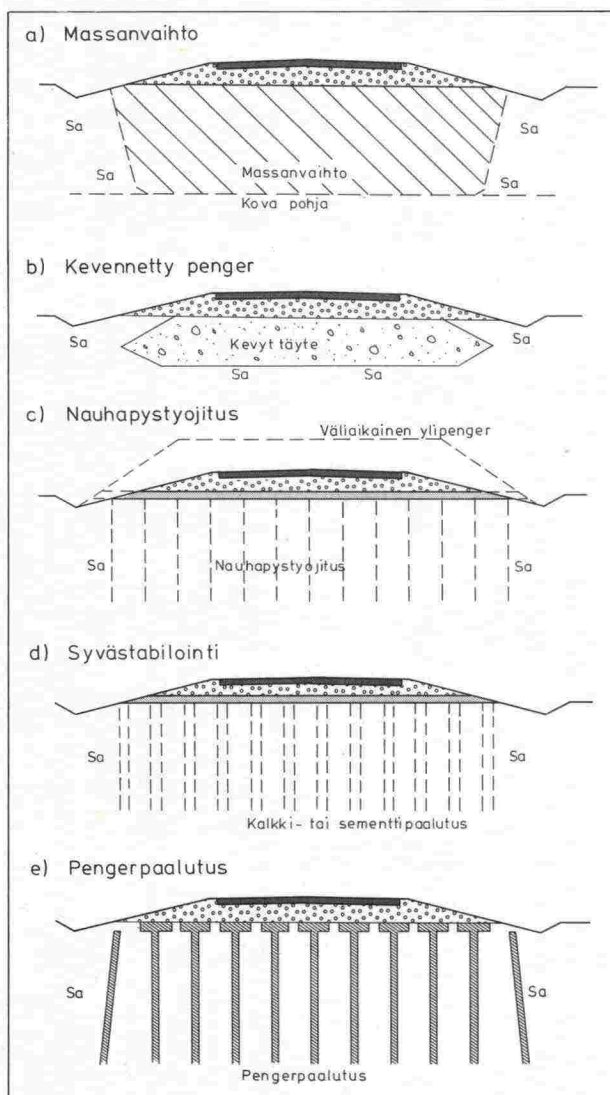 a) Massanvaihto
Sa Sa
Sa Massanvaihto Sa
Kova pohja
b) Kevennetty penger
Sa Kevyt täyte Sa
Sa Sa
c) Nauhapystyojitus
Väliaikainen ylipenger
Sa Nauhapystyojitus Sa
d) Syvästabilointi
Sa Sa
Kalkki- tai sementtipaalutus
e) Pengerpaalutus
Sa Sa
Pengerpaalutus